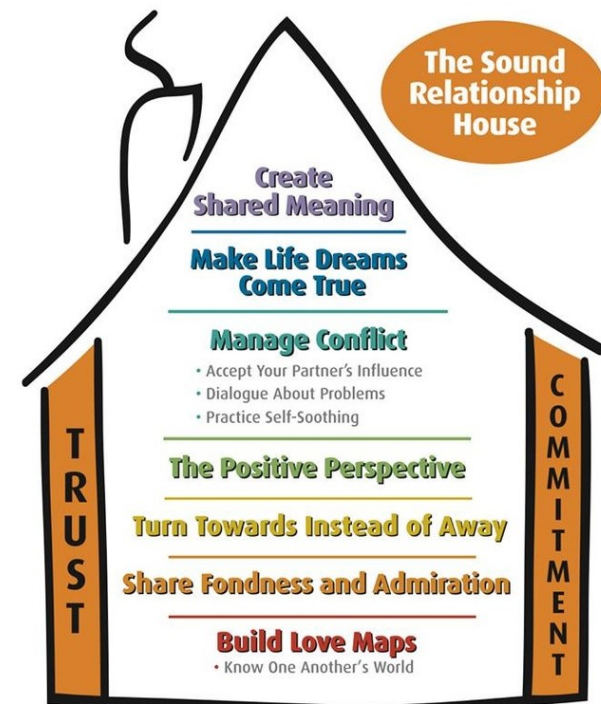 The Sound
Relationship
House
Create
Shared Meaning
Make Life Dreams
Come True
Manage Conflict
• Accept Your Partner's Influence
• Dialogue About Problems
• Practice Self-Soothing
The Positive Perspective
Turn Towards Instead of Away
Share Fondness and Admiration
Build Love Maps
• Know One Another's World
TRUST
COMMITMENT